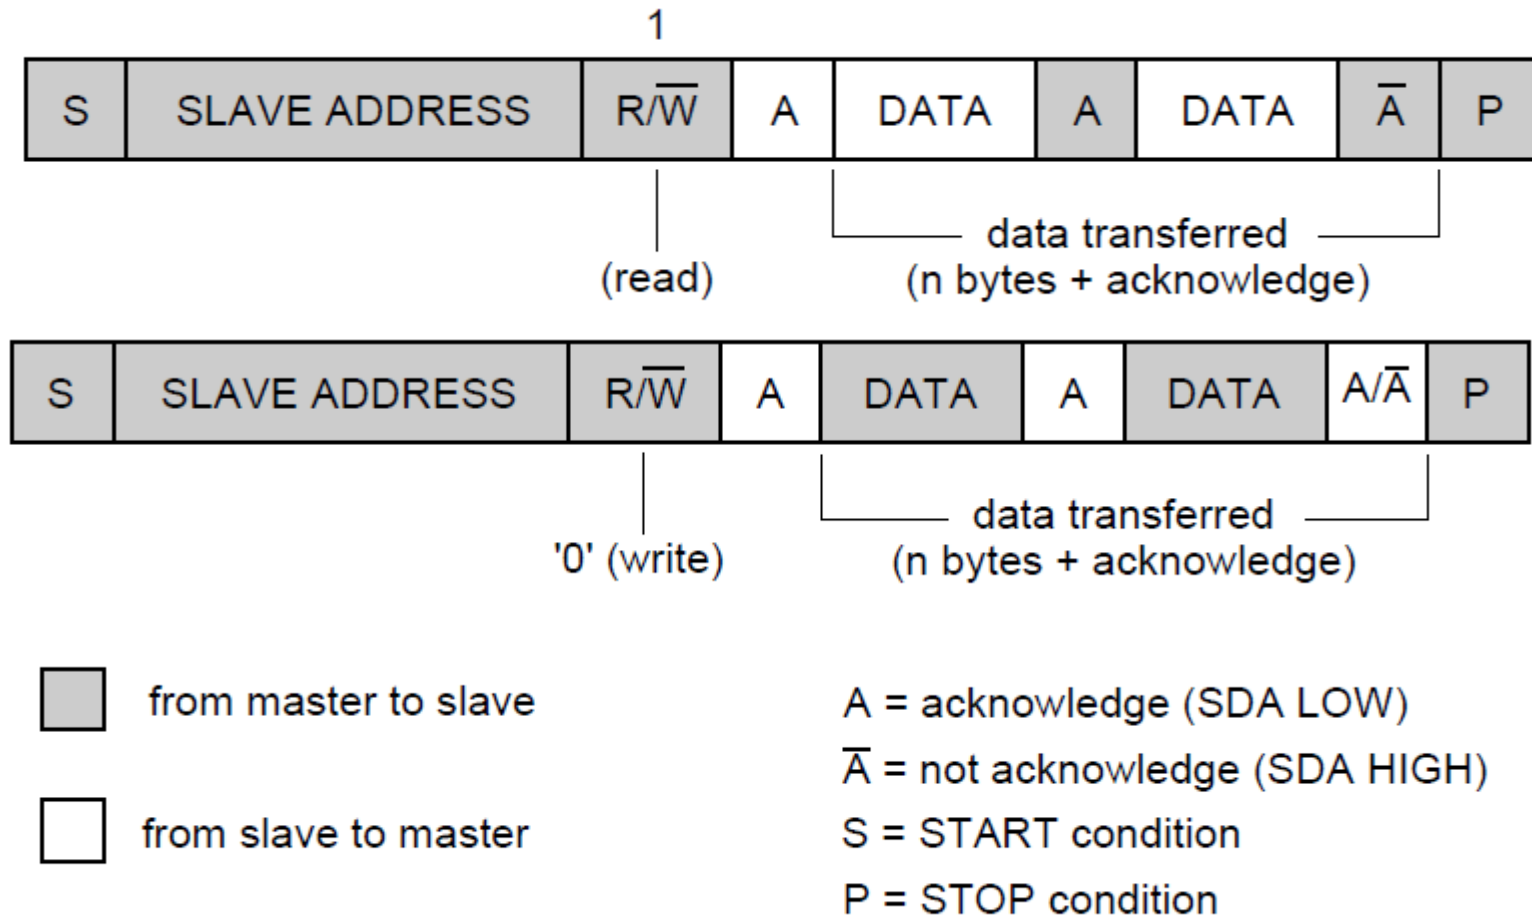 1
S SLAVE ADDRESS R/W̅ A DATA A DATA A̅ P
data transferred
(read) (n bytes + acknowledge)
S SLAVE ADDRESS R/W̅ A DATA A DATA A/A̅ P
data transferred
'0' (write) (n bytes + acknowledge)
from master to slave
from slave to master
A = acknowledge (SDA LOW)
A̅ = not acknowledge (SDA HIGH)
S = START condition
P = STOP condition